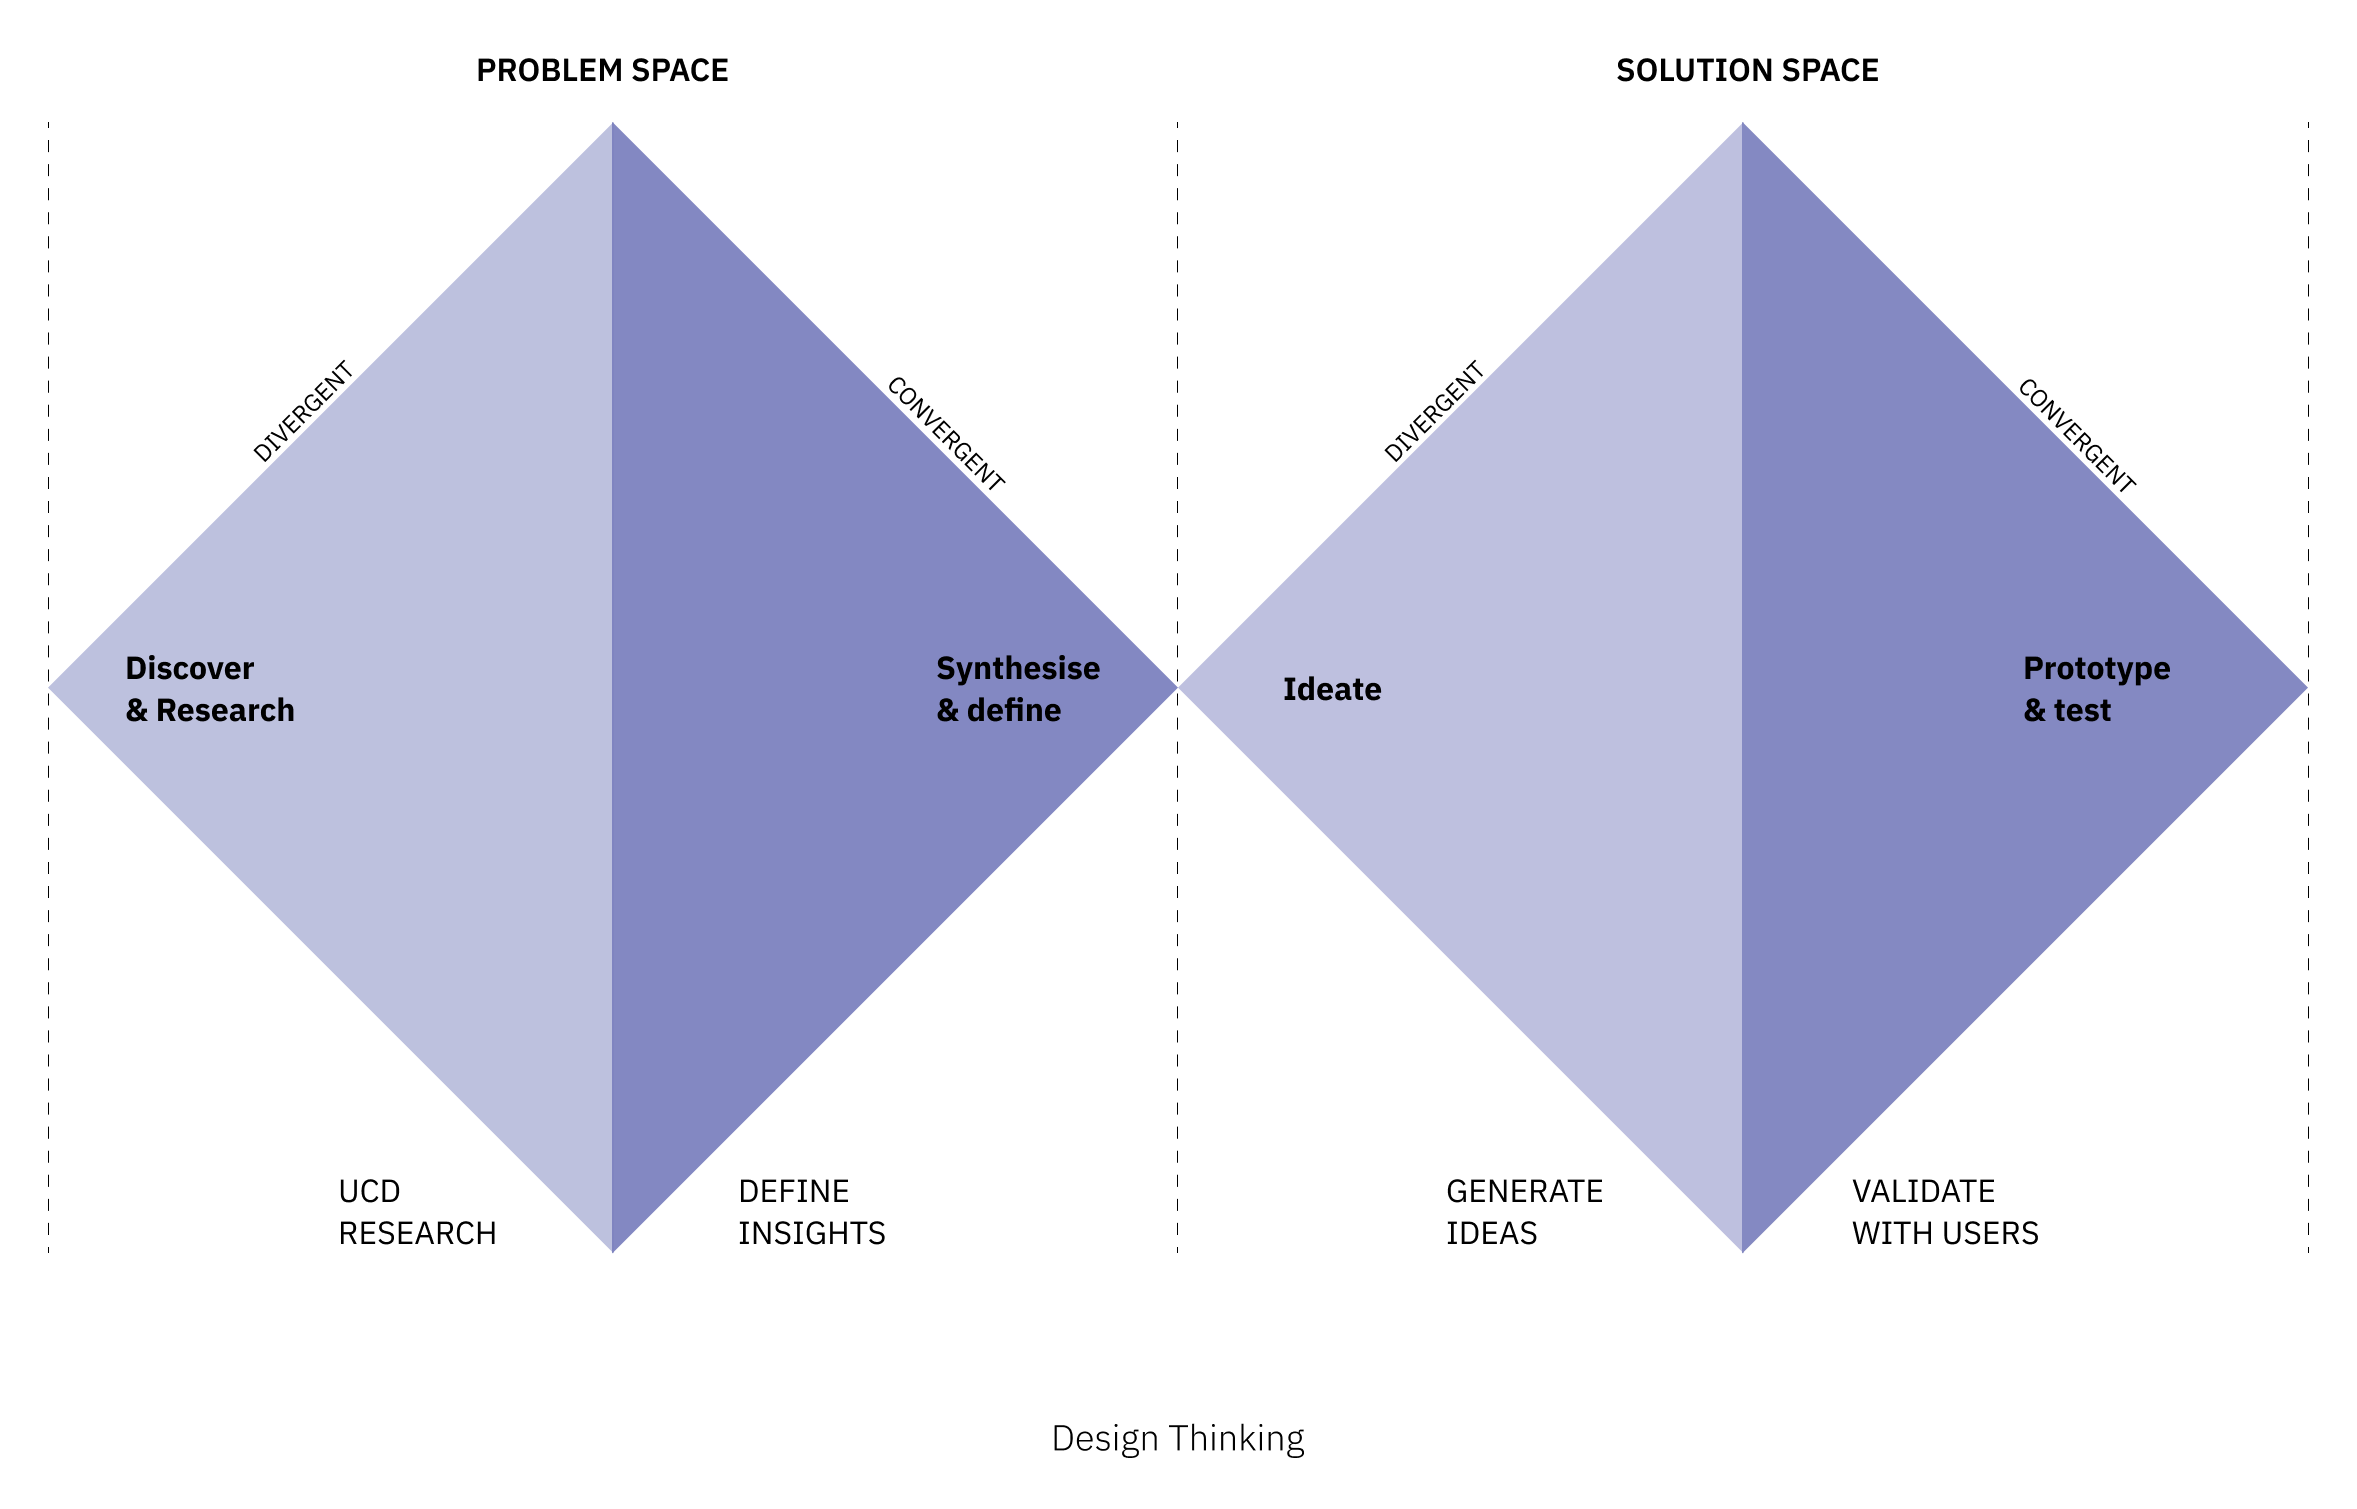 PROBLEM SPACE
SOLUTION SPACE
DIVERGENT
CONVERGENT
DIVERGENT
CONVERGENT
Discover
& Research
Synthesise
& define
Ideate
Prototype
& test
UCD
RESEARCH
DEFINE
INSIGHTS
GENERATE
IDEAS
VALIDATE
WITH USERS
Design Thinking